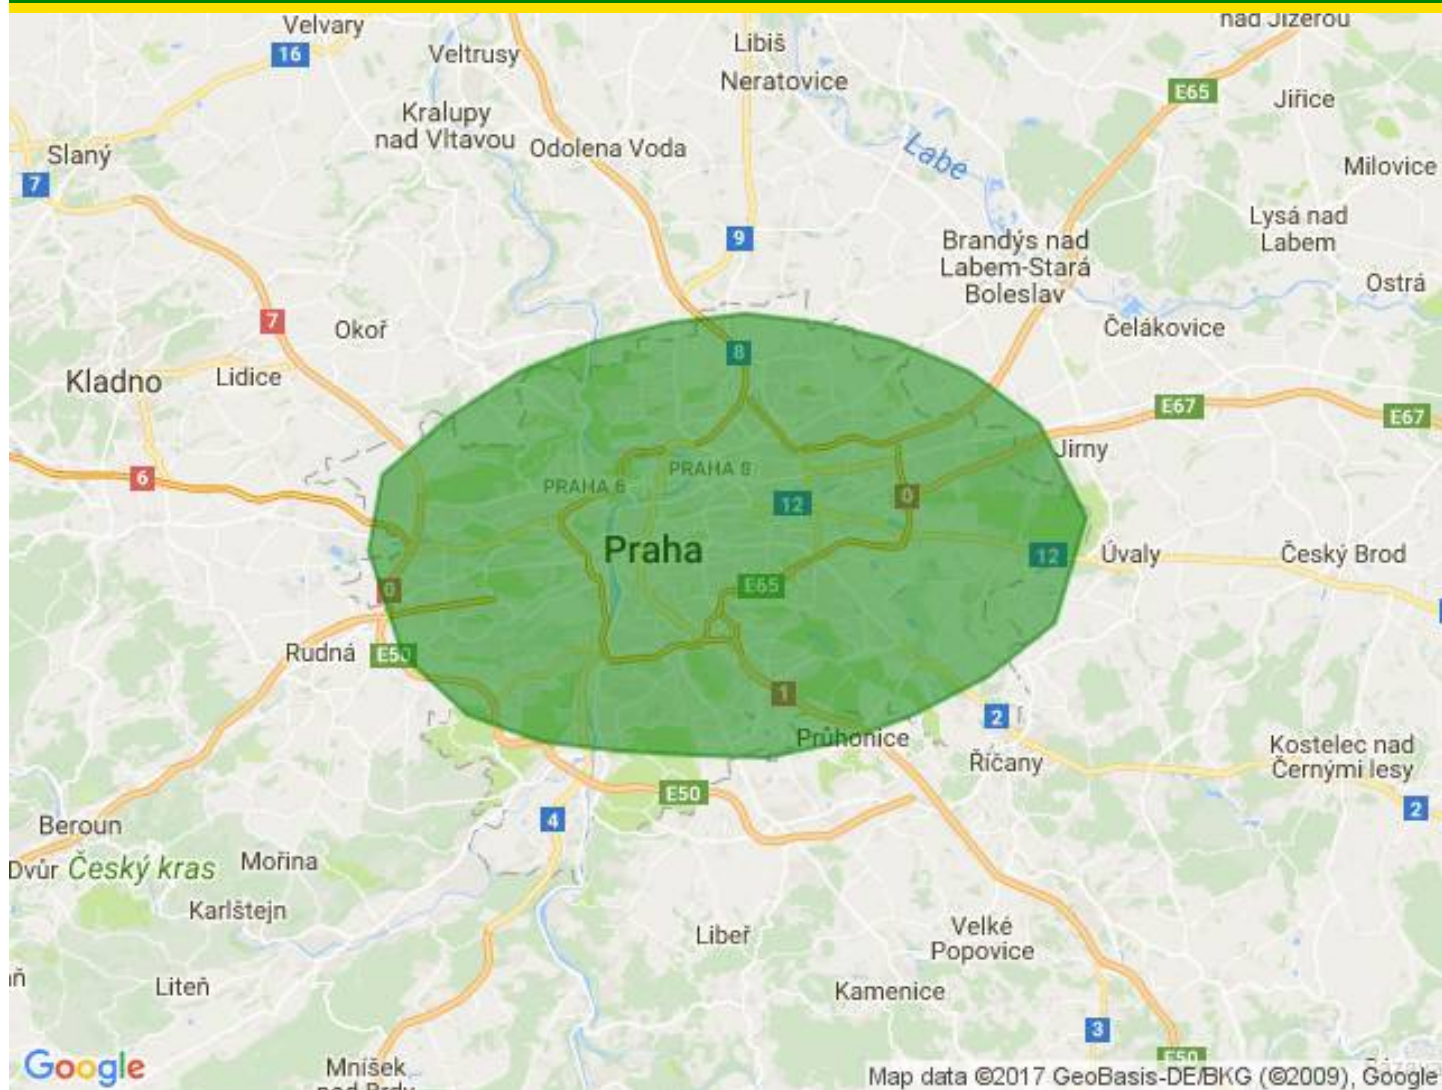 nad Jizerou
Velvary
16
Veltrusy
Libiš
Neratovice
E65
Jiřice
Kralupy
nad Vltavou
Odolena Voda
Labe
Slaný
7
Milovice
9
Brandýs nad
Labem-Stará
Boleslav
Lysá nad
Labem
Ostrá
7
Okoř
Čelákovice
8
Kladno
Lidice
E67
E67
Jirny
6
PRAHA 8
PRAHA 6
12
0
Praha
12
Úvaly
Český Brod
E65
0
Rudná
E50
1
2
Průhonice
Říčany
Kostelec nad
Černými lesy
E50
4
2
Beroun
Dvůr
Český kras
Mořina
Karlštejn
Libeř
Velké
Popovice
Liteň
Kamenice
3
E50
Google
Mníšek
nad Brdy
Map data ©2017 GeoBasis-DE/BKG (©2009), Google